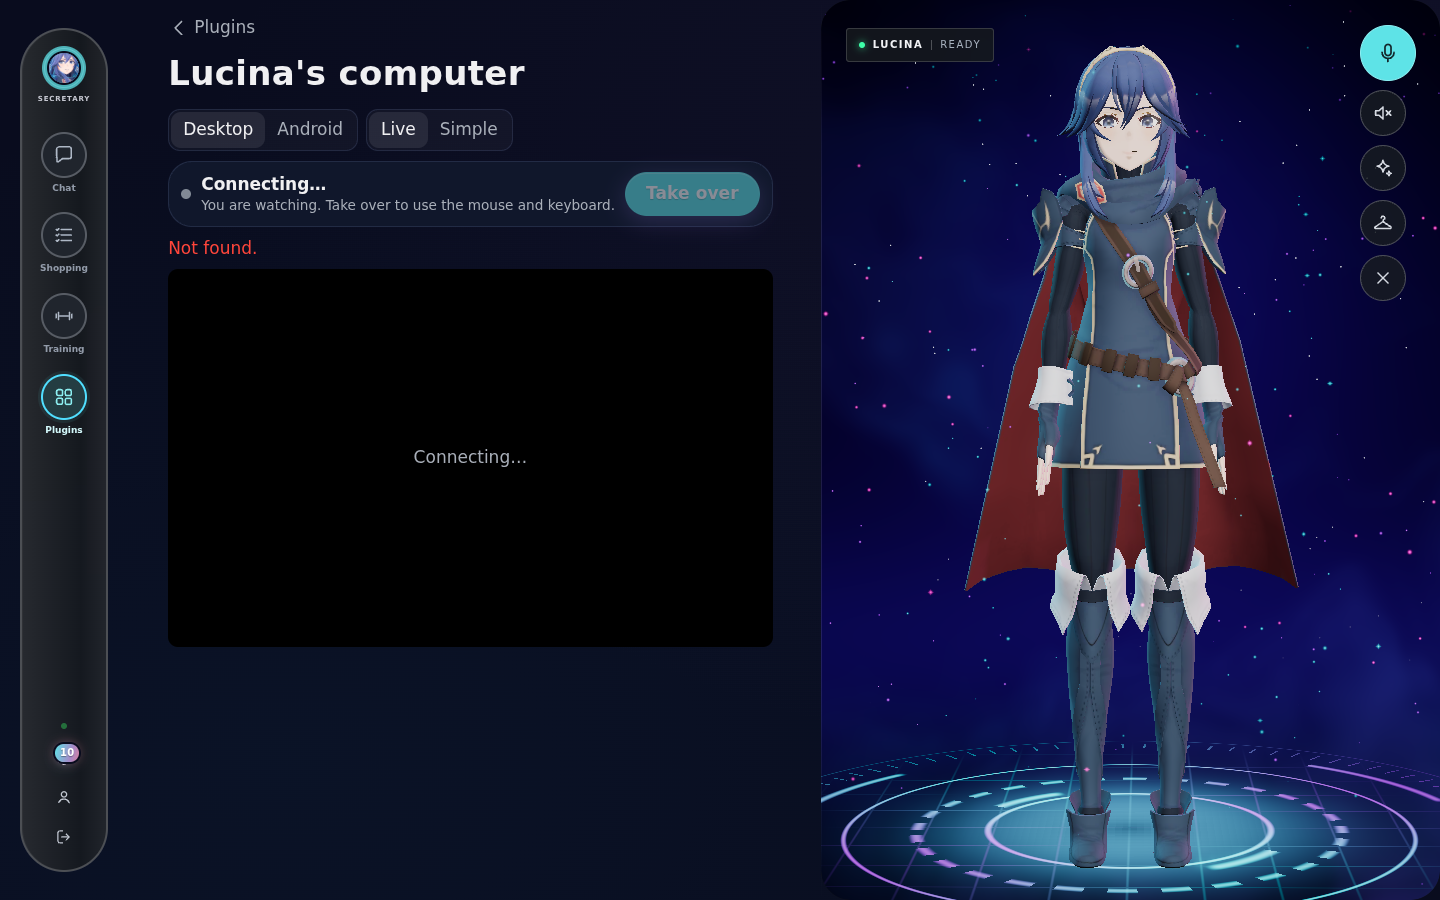 SECRETARY
Chat
Shopping
Training
Plugins
10
Plugins
Lucina's computer
Desktop Android Live Simple
Connecting…
You are watching. Take over to use the mouse and keyboard.
Take over
Not found.
Connecting…
LUCINA | READY